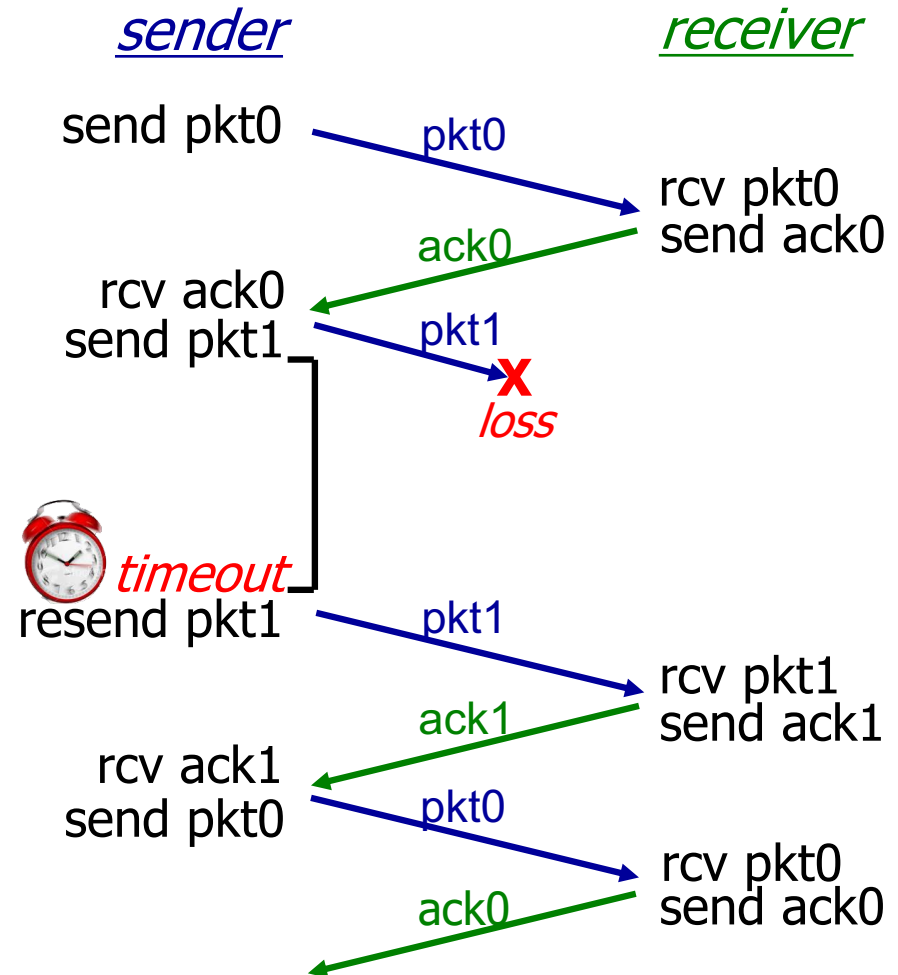 sender
receiver
send pkt0
pkt0
rcv pkt0
send ack0
ack0
rcv ack0
send pkt1
pkt1
X
loss
timeout
resend pkt1
pkt1
rcv pkt1
send ack1
ack1
rcv ack1
send pkt0
pkt0
rcv pkt0
send ack0
ack0